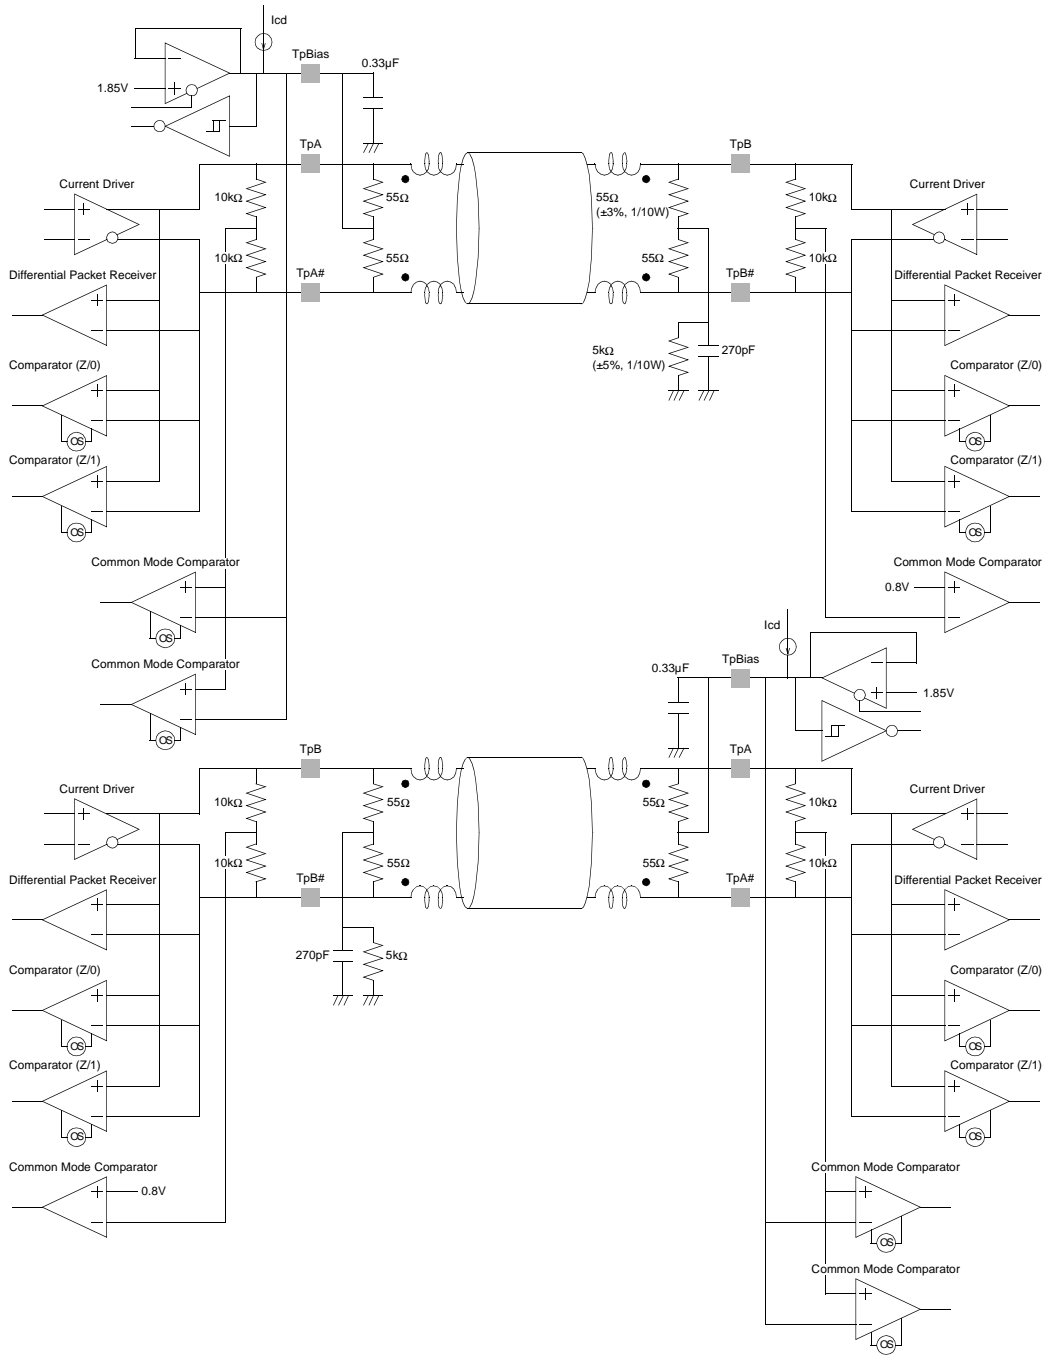 Icd
TpBias
0.33µF
1.85V
TpA
TpB
Current Driver
10kΩ
55Ω
55Ω
(±3%, 1/10W)
10kΩ
Current Driver
10kΩ
55Ω
55Ω
10kΩ
Differential Packet Receiver
TpA#
TpB#
Differential Packet Receiver
5kΩ
(±5%, 1/10W)
270pF
Comparator (Z/0)
Comparator (Z/0)
OS
OS
Comparator (Z/1)
Comparator (Z/1)
OS
OS
Common Mode Comparator
Common Mode Comparator
0.8V
OS
Icd
Common Mode Comparator
0.33µF
TpBias
1.85V
OS
TpB
TpA
Current Driver
10kΩ
55Ω
55Ω
10kΩ
Current Driver
10kΩ
55Ω
55Ω
10kΩ
Differential Packet Receiver
TpB#
TpA#
Differential Packet Receiver
270pF
5kΩ
Comparator (Z/0)
Comparator (Z/0)
OS
OS
Comparator (Z/1)
Comparator (Z/1)
OS
OS
Common Mode Comparator
Common Mode Comparator
0.8V
OS
Common Mode Comparator
OS